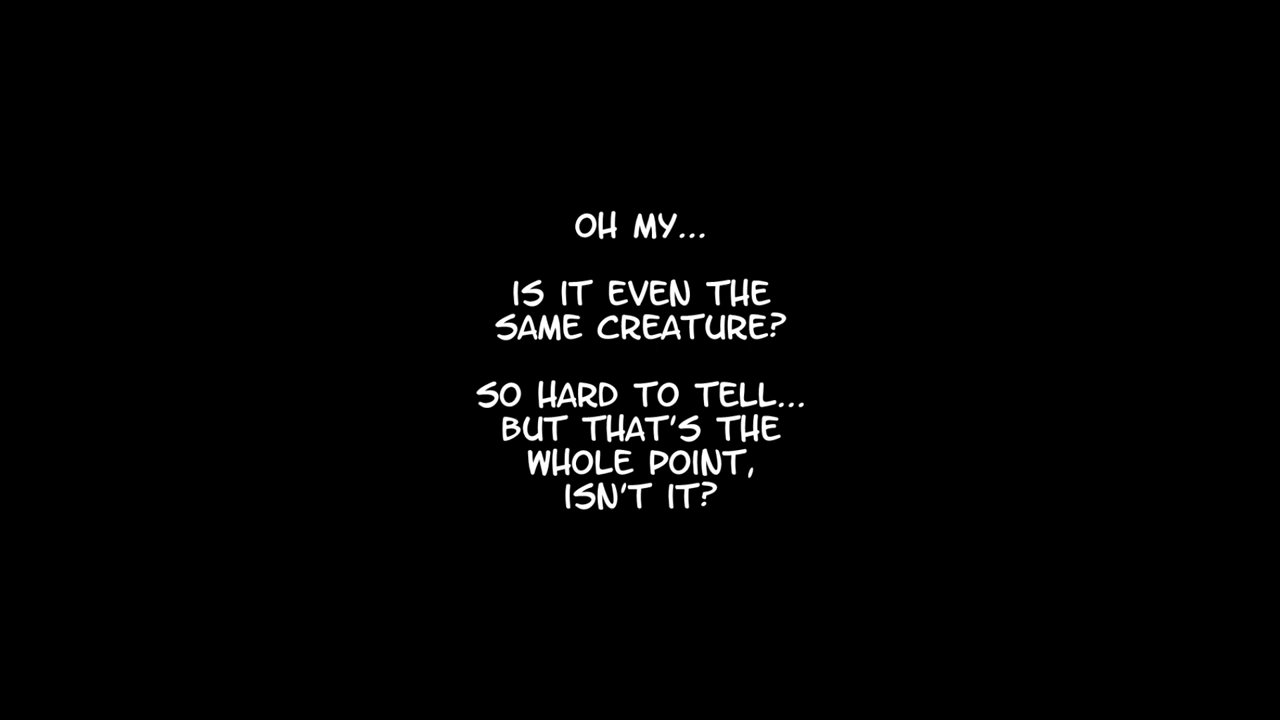 OH MY...
IS IT EVEN THE
SAME CREATURE?
SO HARD TO TELL...
BUT THAT'S THE
WHOLE POINT,
ISN'T IT?